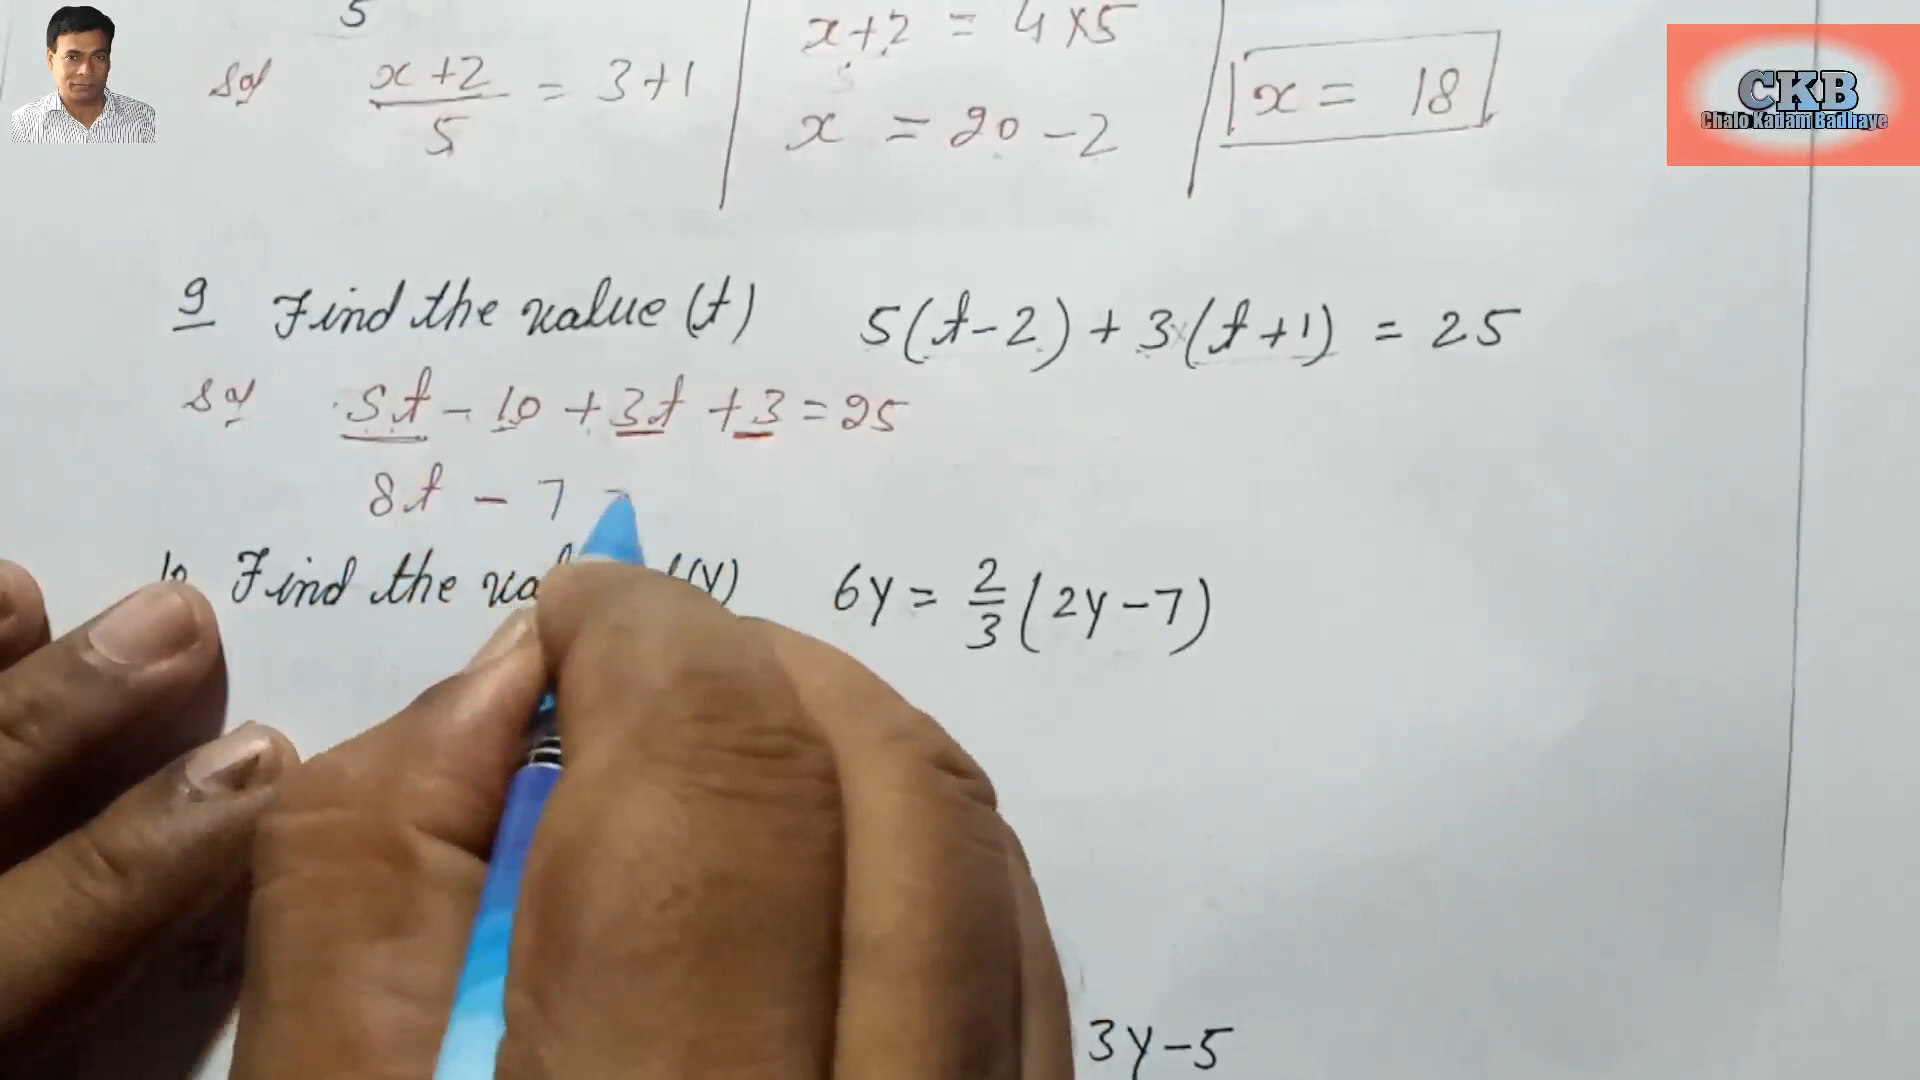 5
Sol x+2/5 = 3+1
x+2 = 4×5
x = 20-2
x = 18
CKB
Chalo Kadam Badhaye
9 Find the value (t) 5(t-2)+3(t+1) = 25
Sol 5t-10+3t+3=25
8t-7
10 Find the (y) 6y = 2/3 (2y-7)
3y-5